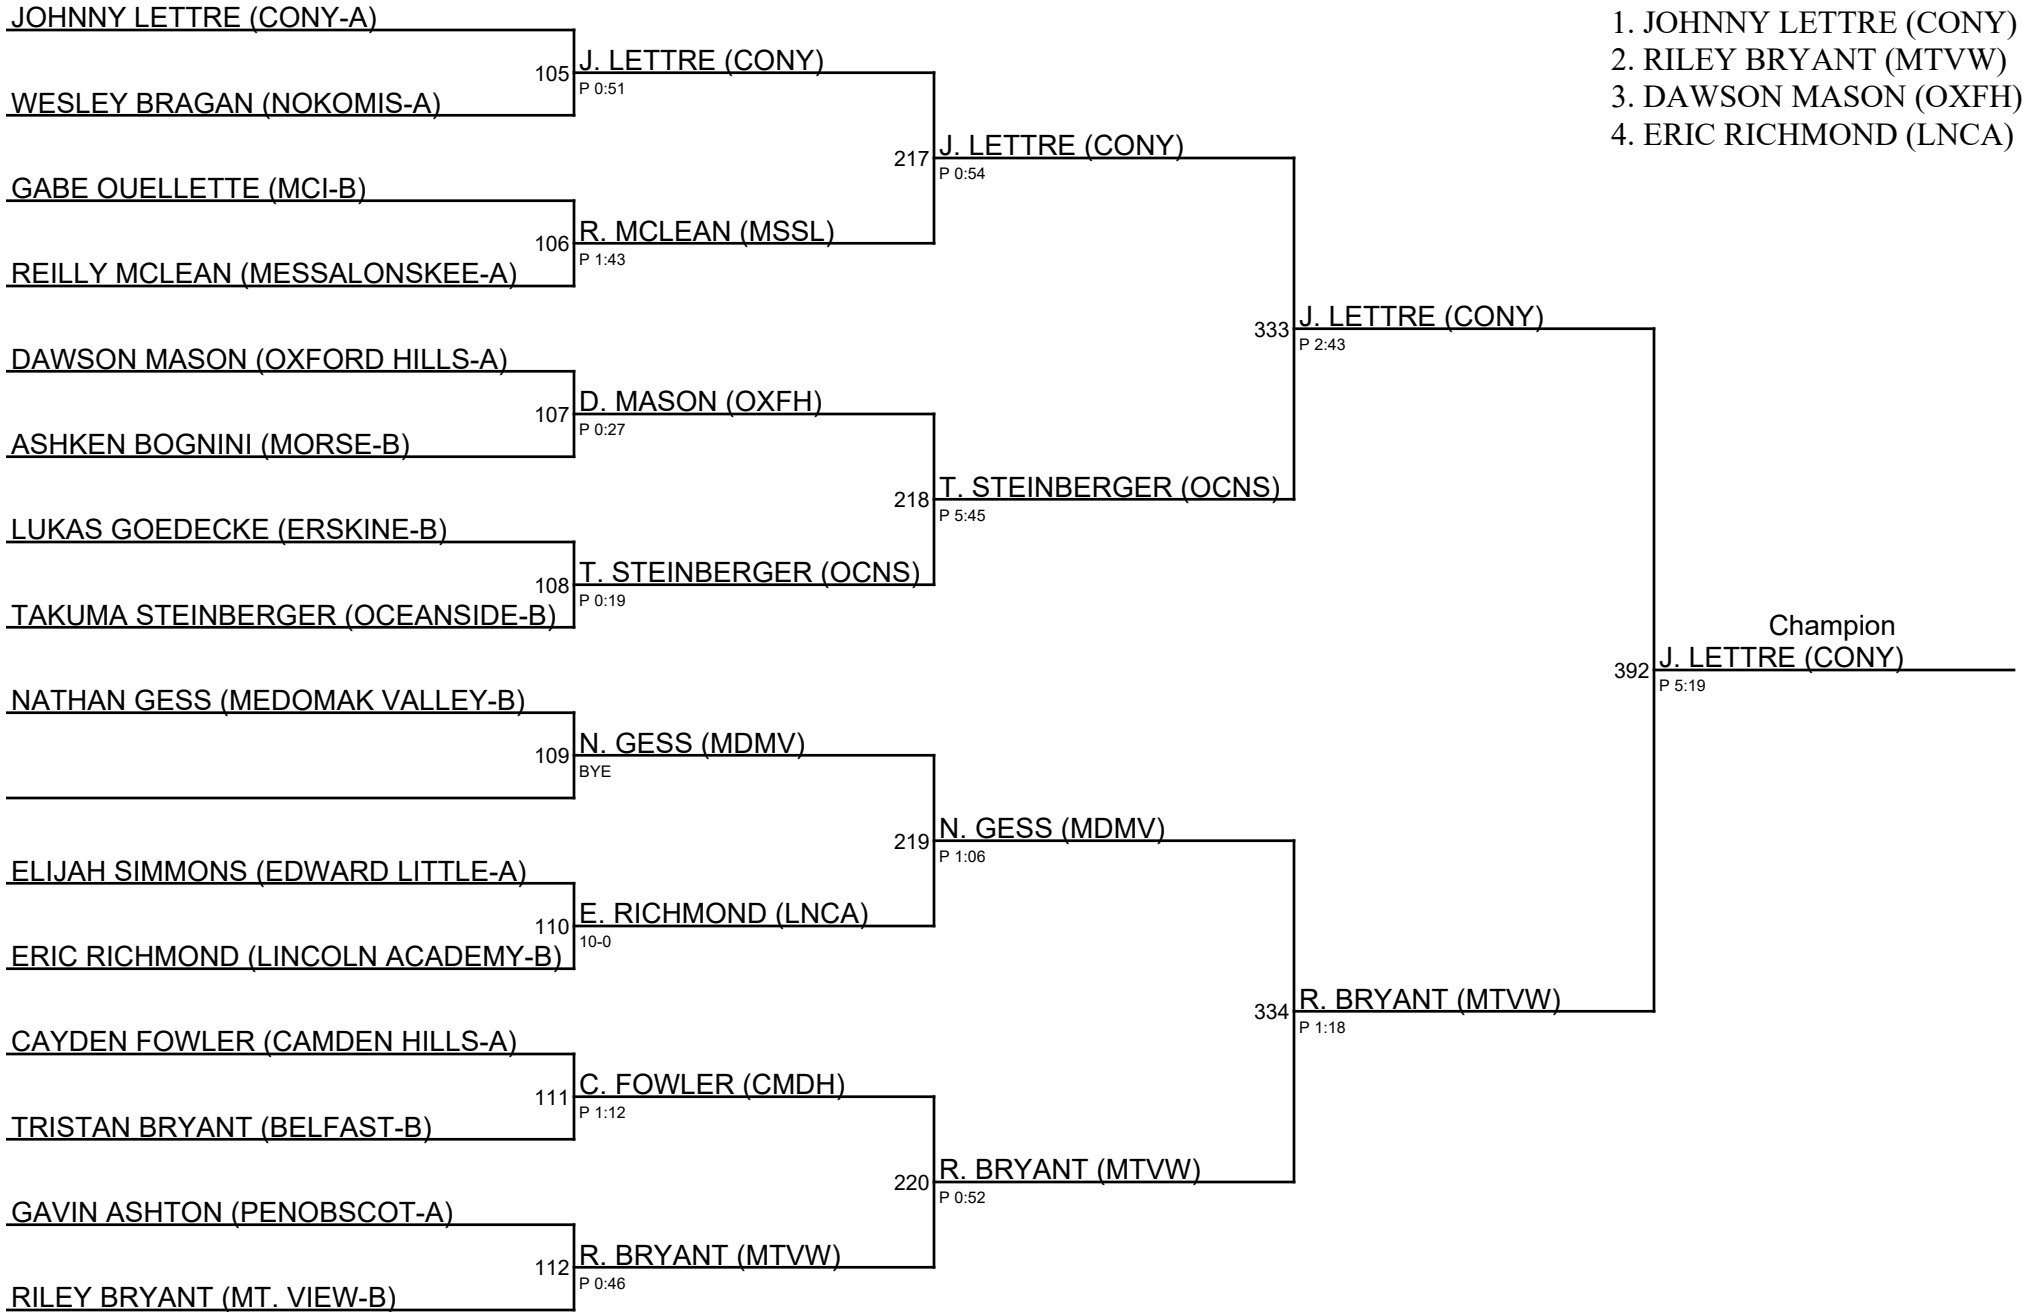 JOHNNY LETTRE (CONY-A)
WESLEY BRAGAN (NOKOMIS-A)
GABE OUELLETTE (MCI-B)
REILLY MCLEAN (MESSALONSKEE-A)
DAWSON MASON (OXFORD HILLS-A)
ASHKEN BOGNINI (MORSE-B)
LUKAS GOEDECKE (ERSKINE-B)
TAKUMA STEINBERGER (OCEANSIDE-B)
NATHAN GESS (MEDOMAK VALLEY-B)
ELIJAH SIMMONS (EDWARD LITTLE-A)
ERIC RICHMOND (LINCOLN ACADEMY-B)
CAYDEN FOWLER (CAMDEN HILLS-A)
TRISTAN BRYANT (BELFAST-B)
GAVIN ASHTON (PENOBSCOT-A)
RILEY BRYANT (MT. VIEW-B)
105 J. LETTRE (CONY)
P 0:51
106 R. MCLEAN (MSSL)
P 1:43
107 D. MASON (OXFH)
P 0:27
108 T. STEINBERGER (OCNS)
P 0:19
109 N. GESS (MDMV)
BYE
110 E. RICHMOND (LNCA)
10-0
111 C. FOWLER (CMDH)
P 1:12
112 R. BRYANT (MTVW)
P 0:46
217 J. LETTRE (CONY)
P 0:54
218 T. STEINBERGER (OCNS)
P 5:45
219 N. GESS (MDMV)
P 1:06
220 R. BRYANT (MTVW)
P 0:52
333 J. LETTRE (CONY)
P 2:43
334 R. BRYANT (MTVW)
P 1:18
Champion
392 J. LETTRE (CONY)
P 5:19
1. JOHNNY LETTRE (CONY)
2. RILEY BRYANT (MTVW)
3. DAWSON MASON (OXFH)
4. ERIC RICHMOND (LNCA)